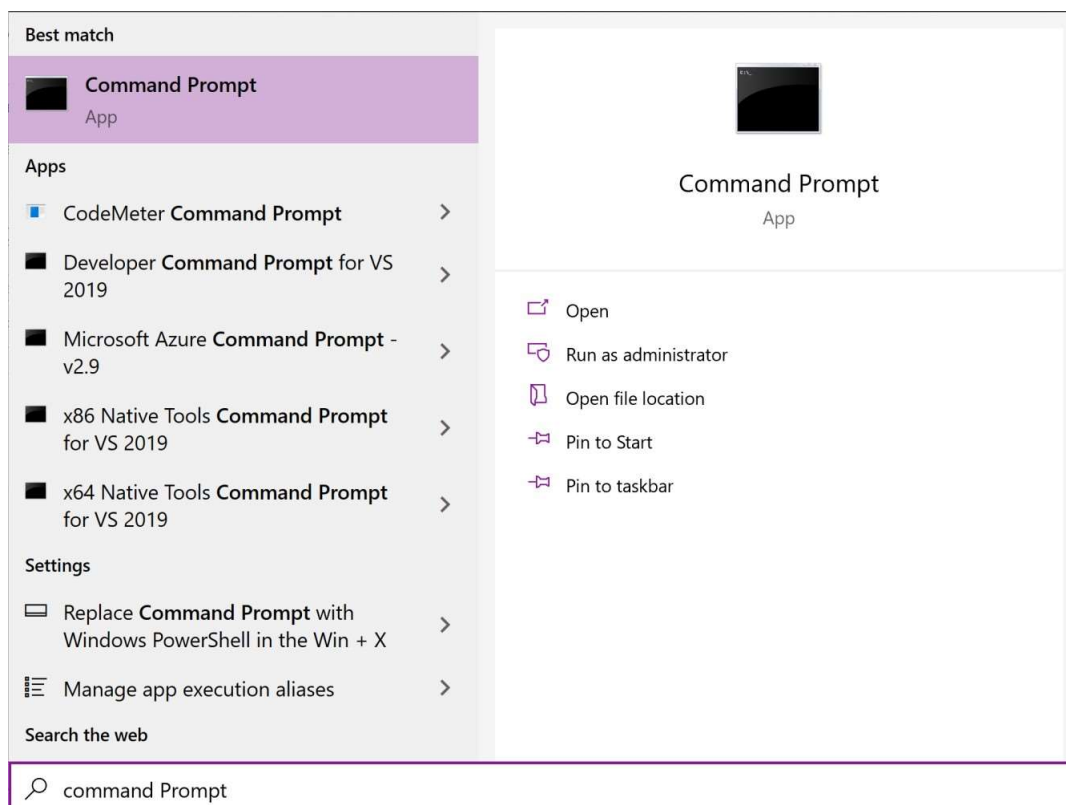 Best match
Command Prompt
App
Apps
CodeMeter Command Prompt
Developer Command Prompt for VS
2019
Microsoft Azure Command Prompt -
v2.9
x86 Native Tools Command Prompt
for VS 2019
x64 Native Tools Command Prompt
for VS 2019
Settings
Replace Command Prompt with
Windows PowerShell in the Win + X
Manage app execution aliases
Search the web
command Prompt
Command Prompt
App
Open
Run as administrator
Open file location
Pin to Start
Pin to taskbar